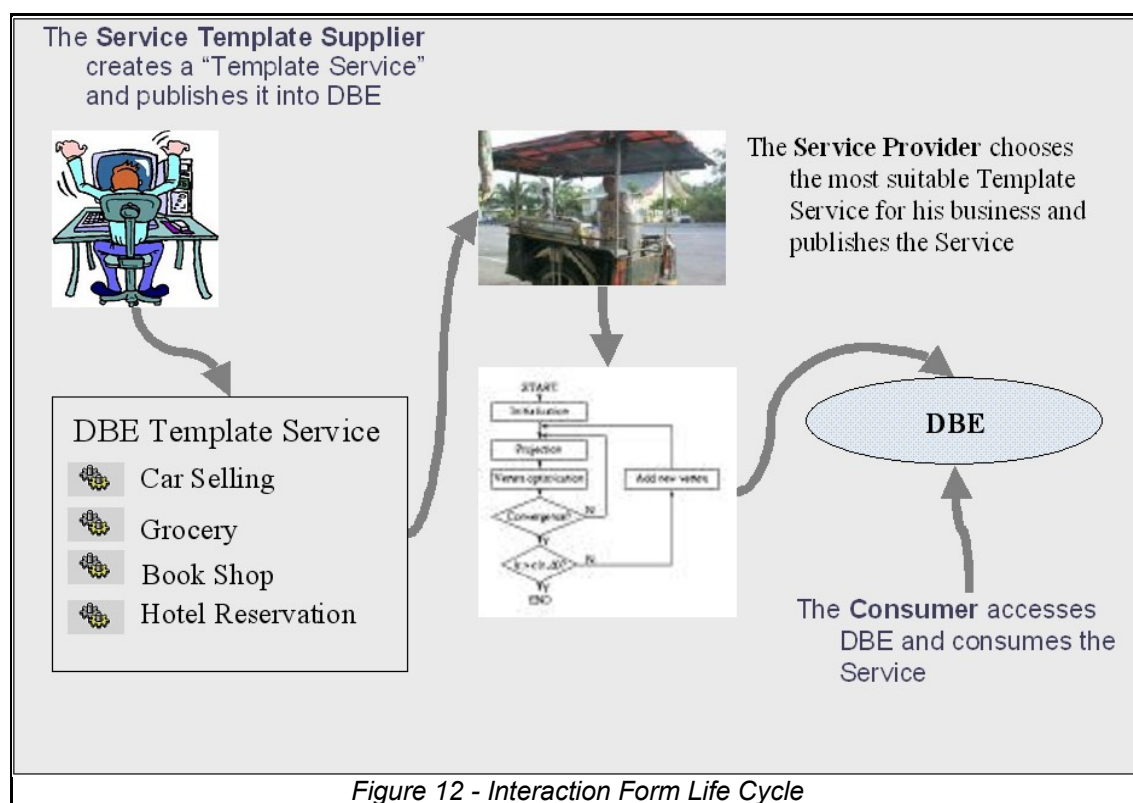 The Service Template Supplier
creates a “Template Service”
and publishes it into DBE
The Service Provider chooses
the most suitable Template
Service for his business and
publishes the Service
DBE Template Service
Car Selling
Grocery
Book Shop
Hotel Reservation
START
Initialization
Projection
Vertex optimization
Add new vertex
Convergence?
N
Y
N
Y
END
DBE
The Consumer accesses
DBE and consumes the
Service
Figure 12 - Interaction Form Life Cycle